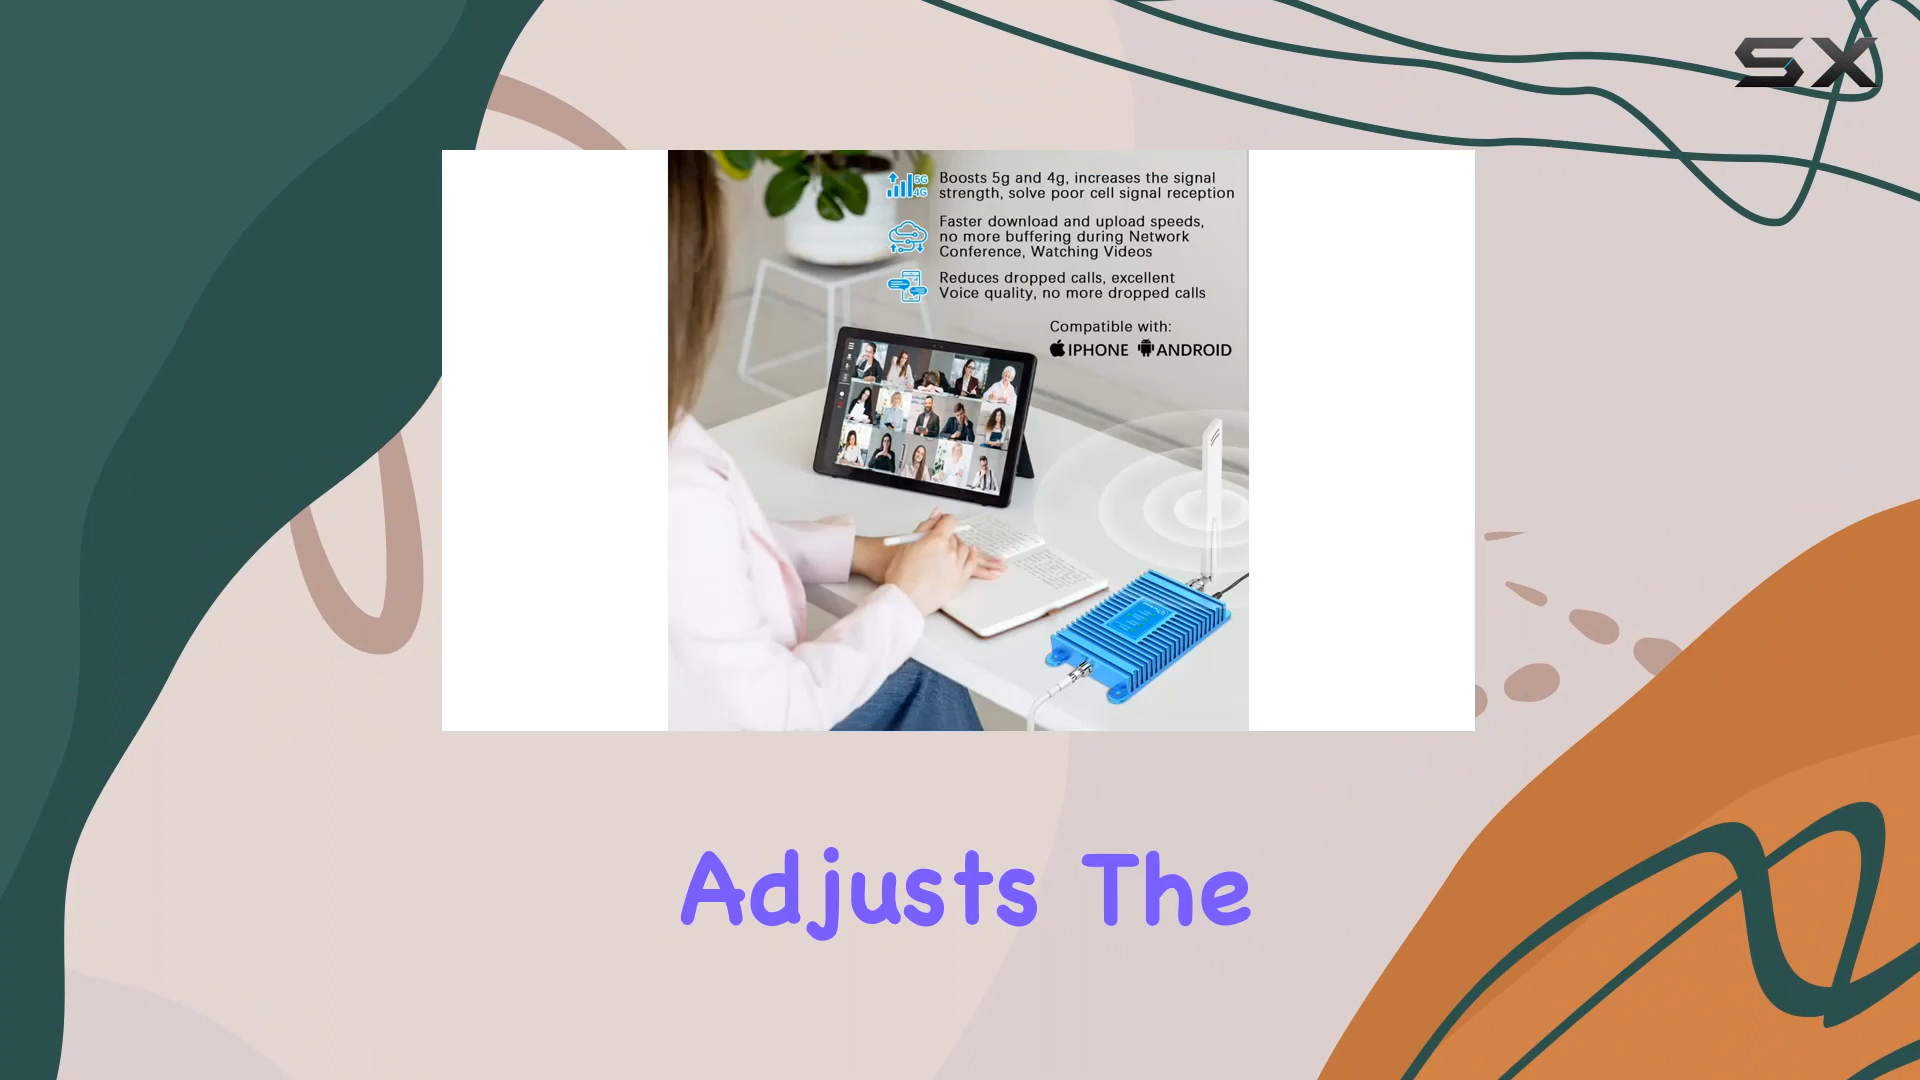 SX
5G
4G
Boosts 5g and 4g, increases the signal
strength, solve poor cell signal reception
Faster download and upload speeds,
no more buffering during Network
Conference, Watching Videos
Reduces dropped calls, excellent
Voice quality, no more dropped calls
Compatible with:
IPHONE ANDROID
Adjusts The